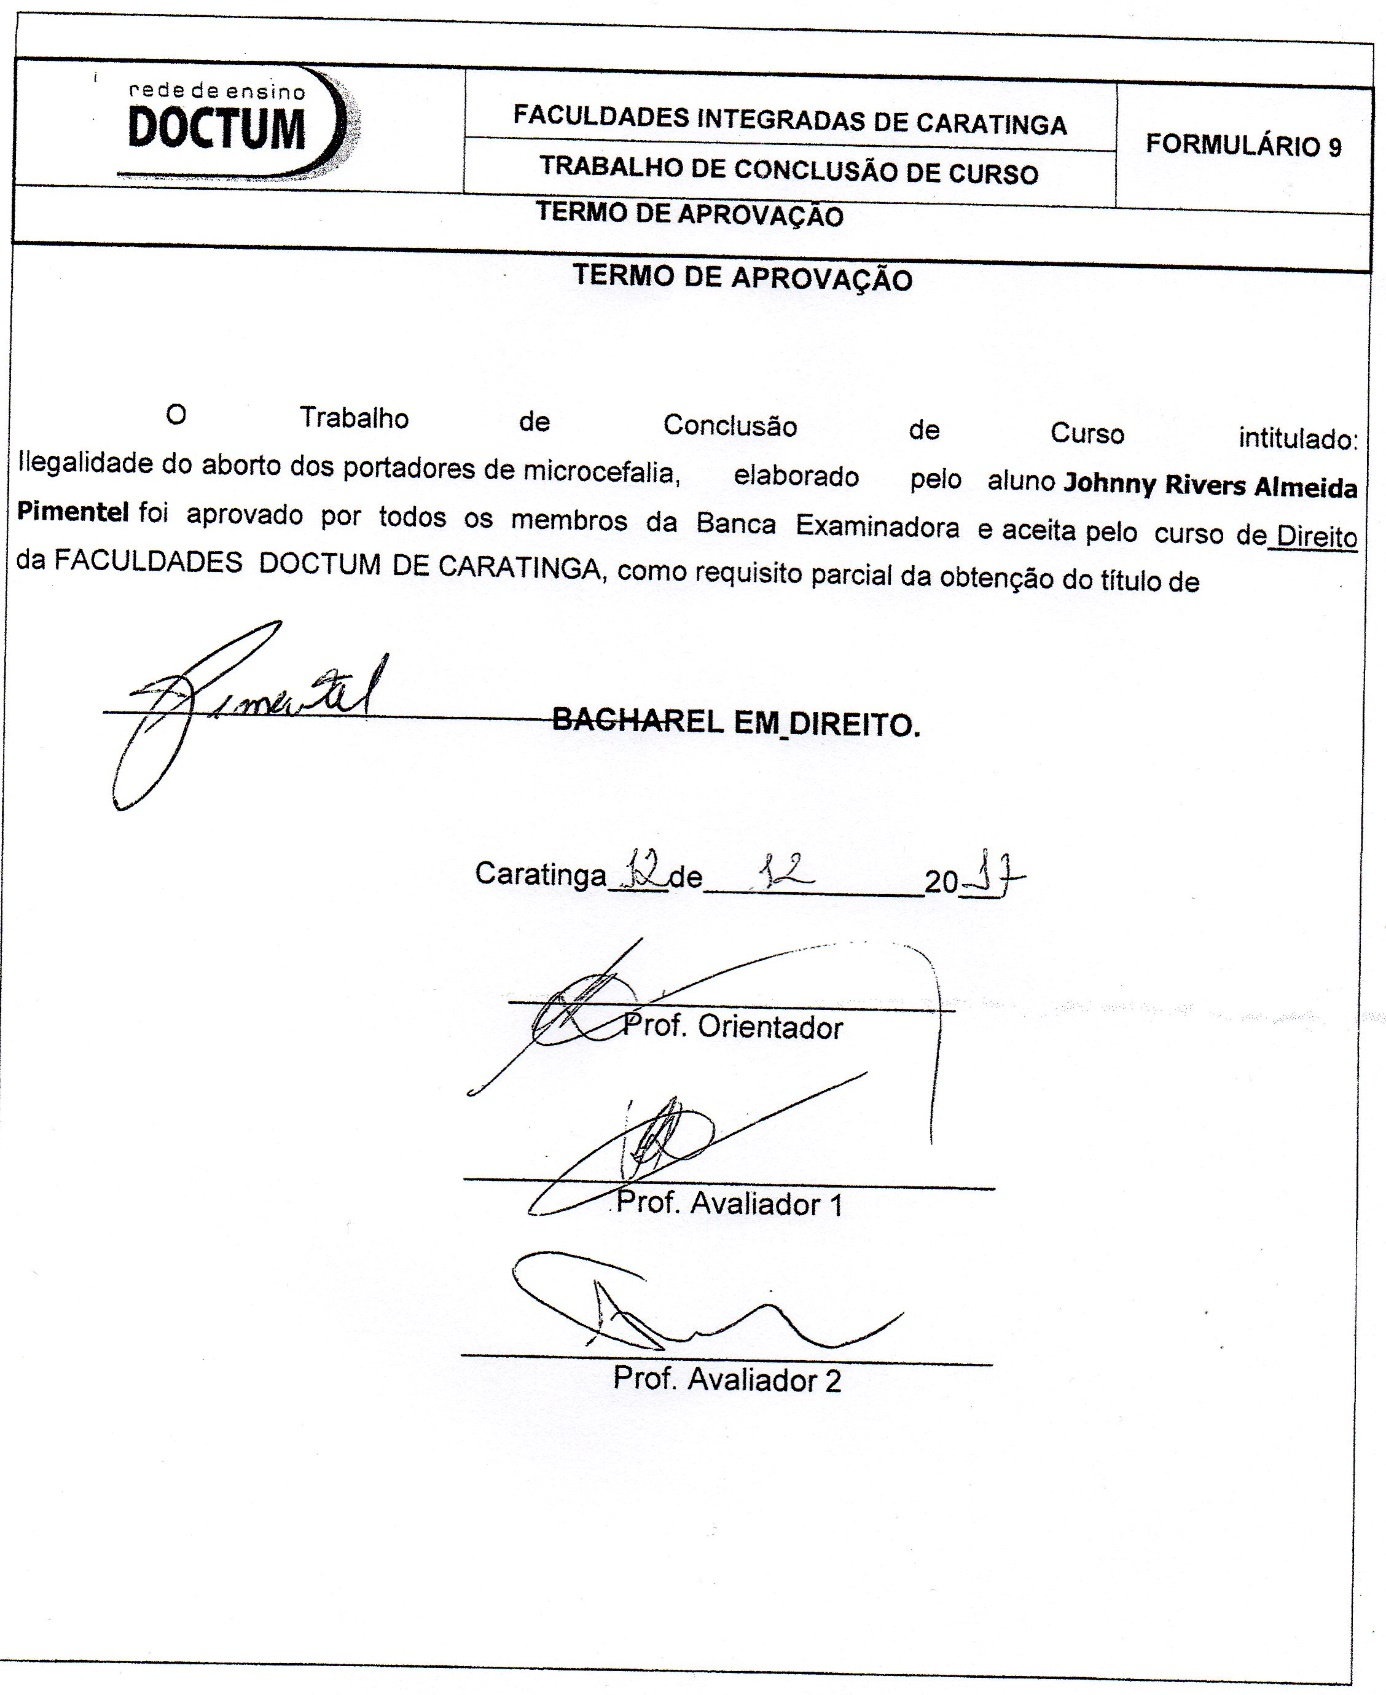 rede de ensino
DOCTUM
FACULDADES INTEGRADAS DE CARATINGA
TRABALHO DE CONCLUSÃO DE CURSO
FORMULÁRIO 9
TERMO DE APROVAÇÃO
TERMO DE APROVAÇÃO
O Trabalho de Conclusão de Curso intitulado:
Ilegalidade do aborto dos portadores de microcefalia, elaborado pelo aluno Johnny Rivers Almeida
Pimentel foi aprovado por todos os membros da Banca Examinadora e aceita pelo curso de Direito
da FACULDADES DOCTUM DE CARATINGA, como requisito parcial da obtenção do título de
Pimentel
BACHAREL EM DIREITO.
Caratinga 12 de 12 2017
Prof. Orientador
Prof. Avaliador 1
Prof. Avaliador 2